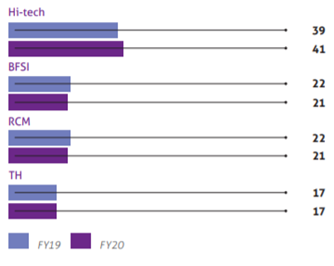 Hi-tech
39
41
BFSI
22
21
RCM
22
21
TH
17
17
FY19 FY20